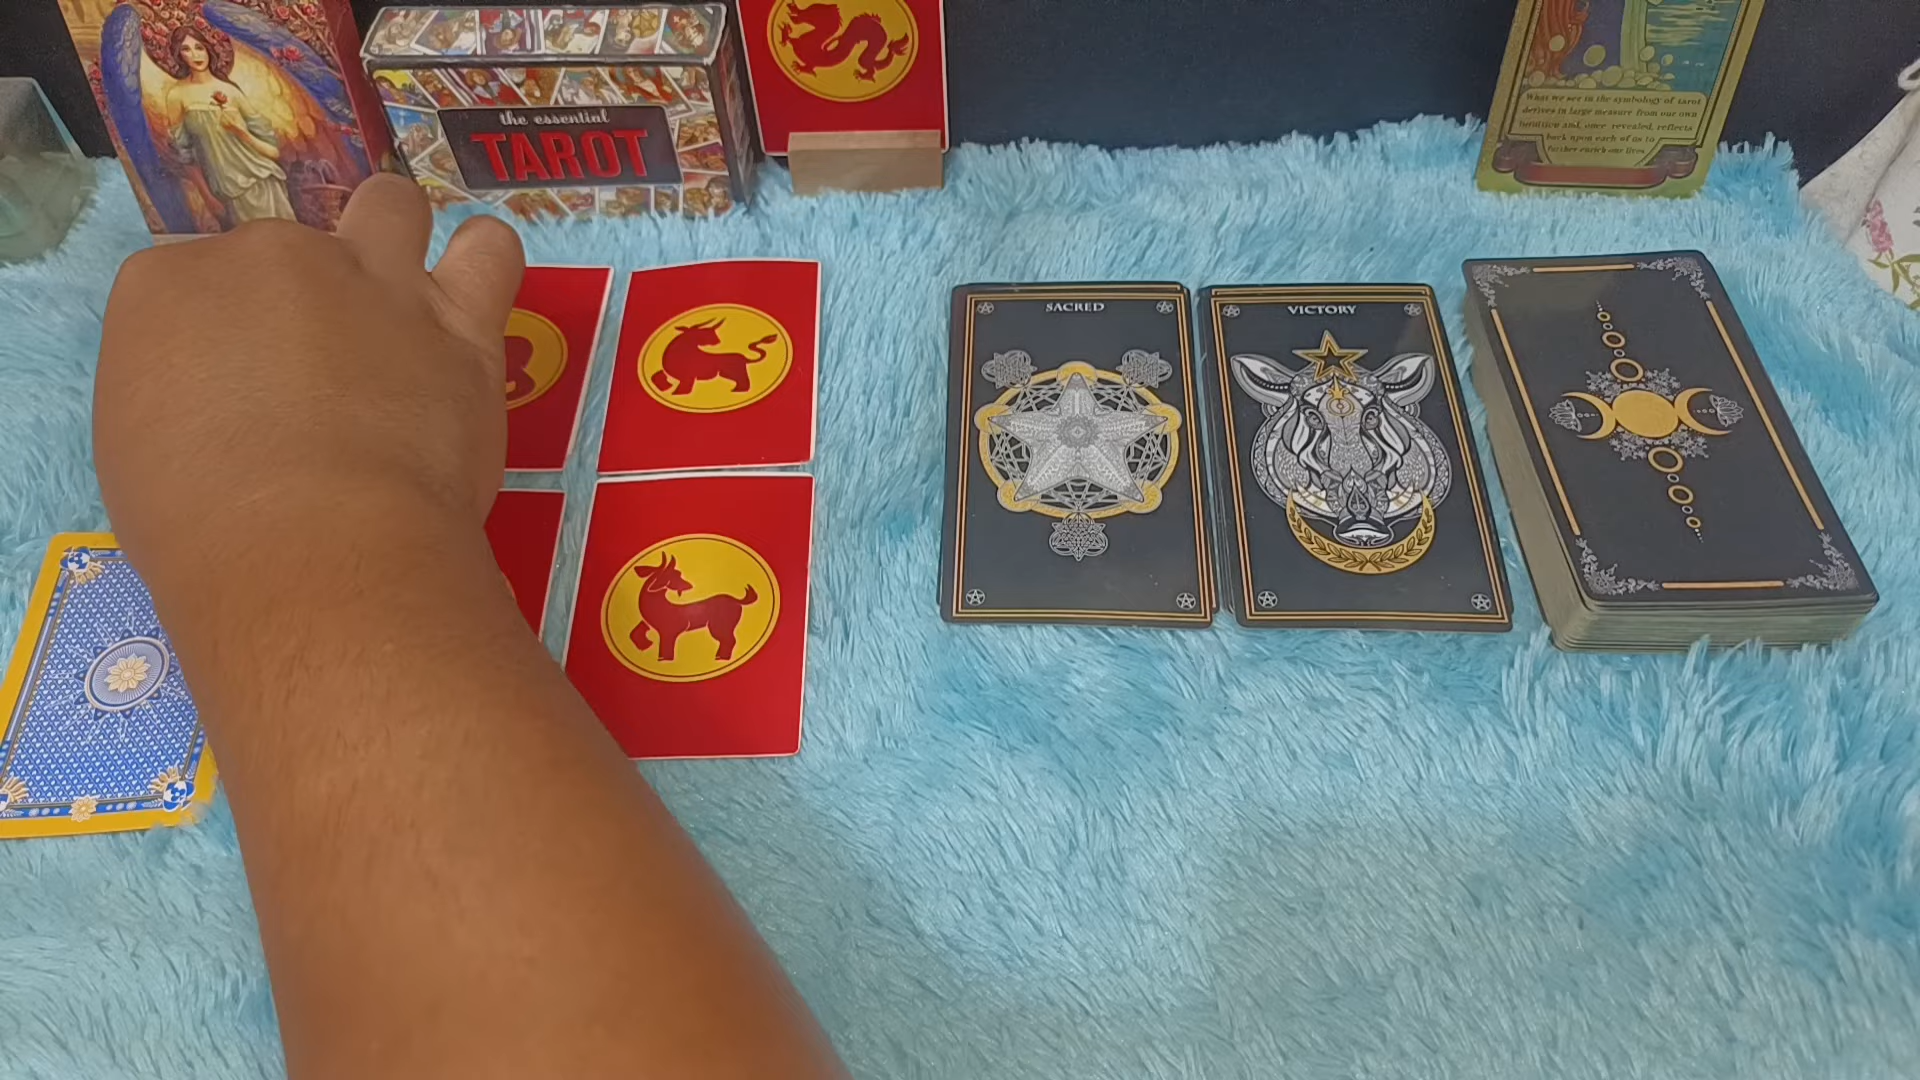 the essential
TAROT
What we see in the symbology of tarot
derives in large measure from our own
intuition and, once revealed, reflects
back upon each of us to
further enrich our lives.
SACRED
VICTORY